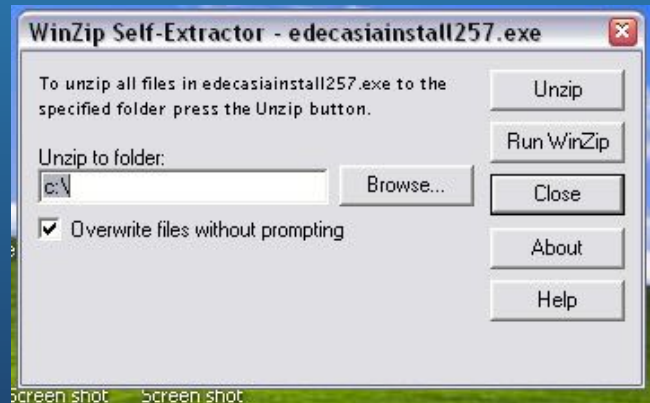 WinZip Self-Extractor - edecasiainstall257.exe
To unzip all files in edecasiainstall257.exe to the
specified folder press the Unzip button.
Unzip to folder:
c:\
Browse...
Overwrite files without prompting
Unzip
Run WinZip
Close
About
Help
Screen shot
Screen shot